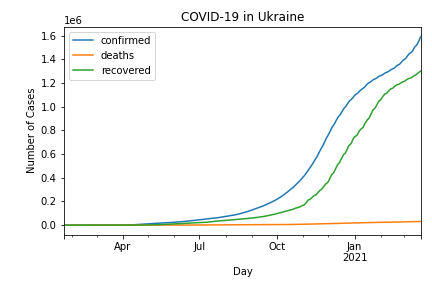 COVID-19 in Ukraine
1e6
confirmed
deaths
recovered
Number of Cases
1.6
1.4
1.2
1.0
0.8
0.6
0.4
0.2
0.0
Apr
Jul
Oct
Jan
2021
Day